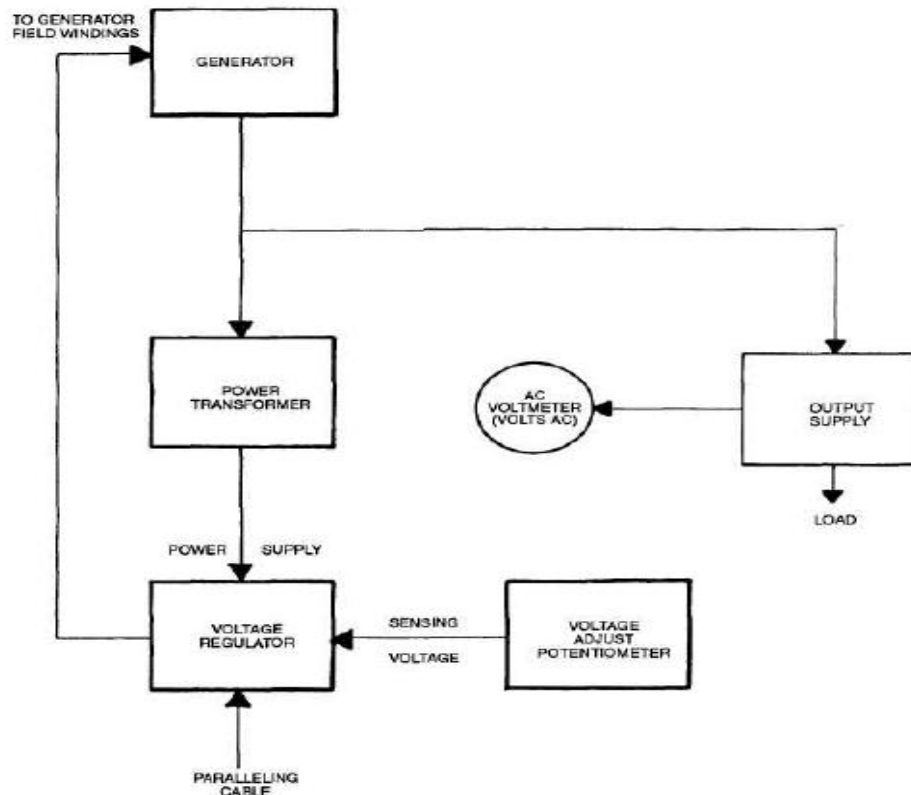 TO GENERATOR
FIELD WINDINGS
GENERATOR
POWER
TRANSFORMER
AC
VOLTMETER
(VOLTS AC)
OUTPUT
SUPPLY
LOAD
POWER SUPPLY
VOLTAGE
REGULATOR
SENSING
VOLTAGE
VOLTAGE
ADJUST
POTENTIOMETER
PARALLELING
CABLE